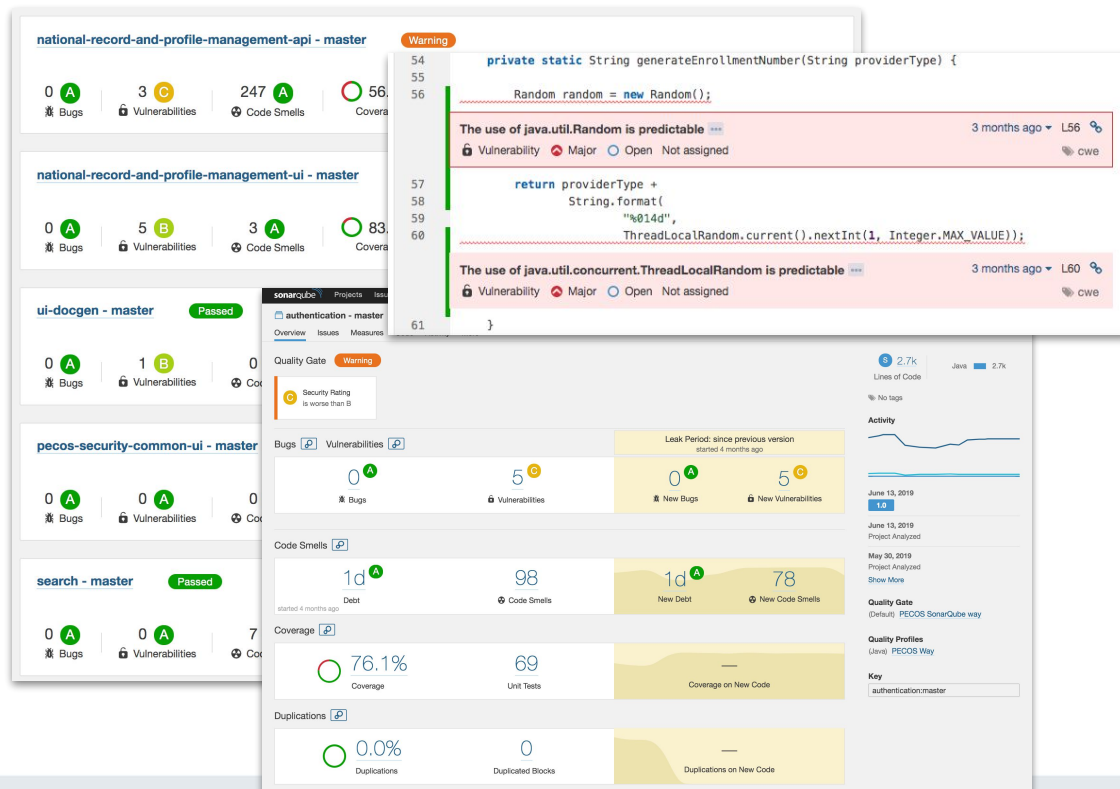 national-record-and-profile-management-api - master Warning
0 A 3 C 247 A 56.
Bugs Vulnerabilities Code Smells
national-record-and-profile-management-ui - master
0 A 5 B 3 A 83.
Bugs Vulnerabilities Code Smells
ui-docgen - master Passed
0 A 1 B 0
Bugs Vulnerabilities
pecos-security-common-ui - master
0 A 0 A 0
Bugs Vulnerabilities
search - master Passed
0 A 0 A 7
Bugs Vulnerabilities
54 private static String generateEnrollmentNumber(String providerType) {
55
56 Random random = new Random();
The use of java.util.Random is predictable ••• 3 months ago L56
Vulnerability Major Open Not assigned cwe
57 return providerType +
58 String.format(
59 "%014d",
60 ThreadLocalRandom.current().nextInt(1, Integer.MAX_VALUE));
The use of java.util.concurrent.ThreadLocalRandom is predictable ••• 3 months ago L60
Vulnerability Major Open Not assigned cwe
61 }
sonarqube Projects
authentication - master
Overview Issues Measures
Quality Gate Warning
C Security Rating
is worse than B
Bugs Vulnerabilities
Leak Period: since previous version
started 4 months ago
0 A 5 C 0 A 5 C
Bugs Vulnerabilities New Bugs New Vulnerabilities
Code Smells
1d A 98 1d A 78
Debt Code Smells New Debt New Code Smells
started 4 months ago
Coverage
76.1% 69 —
Coverage Unit Tests Coverage on New Code
Duplications
0.0% 0 —
Duplications Duplicated Blocks Duplications on New Code
S 2.7k Java 2.7k
Lines of Code
No tags
Activity
June 13, 2019
1.0
June 13, 2019
Project Analyzed
May 30, 2019
Project Analyzed
Show More
Quality Gate
(Default) PECOS SonarQube way
Quality Profiles
(Java) PECOS Way
Key
authentication:master